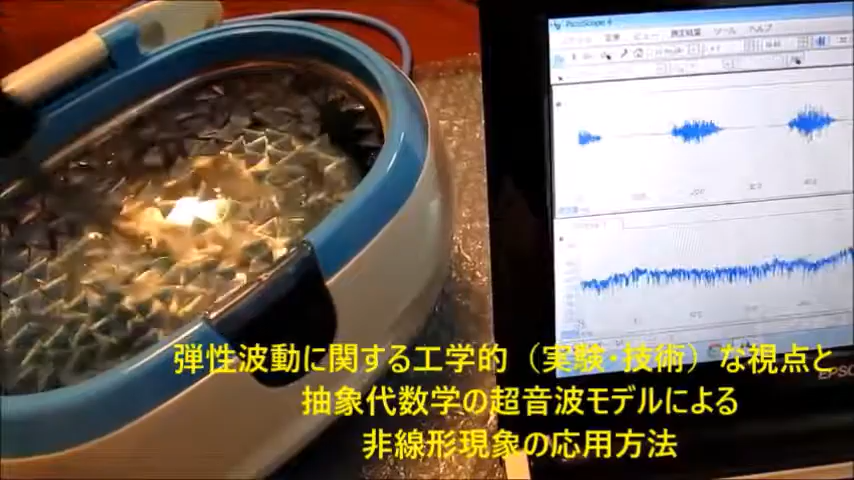 PicoScope 6
弾性波動に関する工学的（実験・技術）な視点と
抽象代数学の超音波モデルによる
非線形現象の応用方法